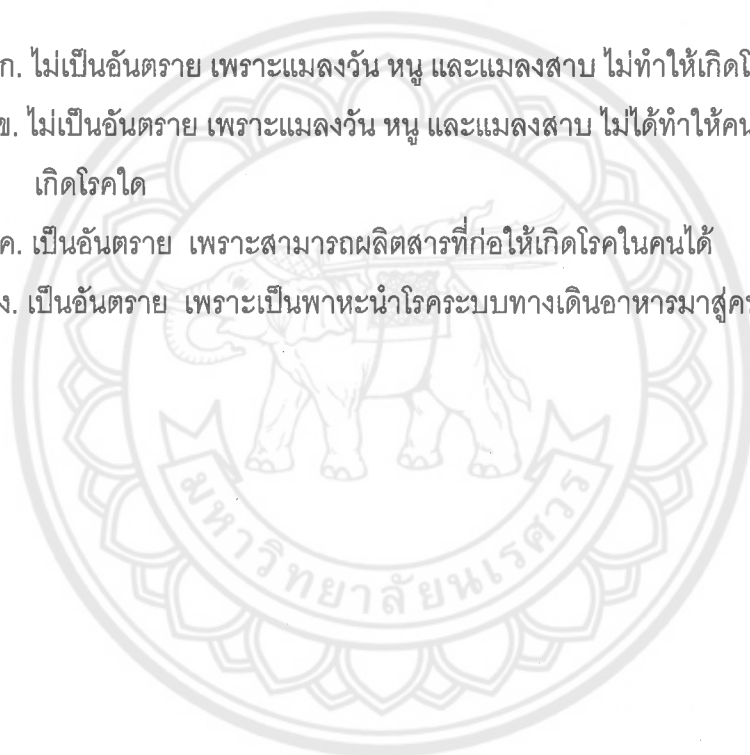 ก. ไม่เป็นอันตราย เพราะแมลงวัน หนู และแมลงสาบ ไม่ทำให้เกิดโ
ข. ไม่เป็นอันตราย เพราะแมลงวัน หนู และแมลงสาบ ไม่ได้ทำให้คน
เกิดโรคใด
ค. เป็นอันตราย เพราะสามารถผลิตสารที่ก่อให้เกิดโรคในคนได้
ง. เป็นอันตราย เพราะเป็นพาหะนำโรคระบบทางเดินอาหารมาสู่ค
มหาวิทยาลัยนเรศวร